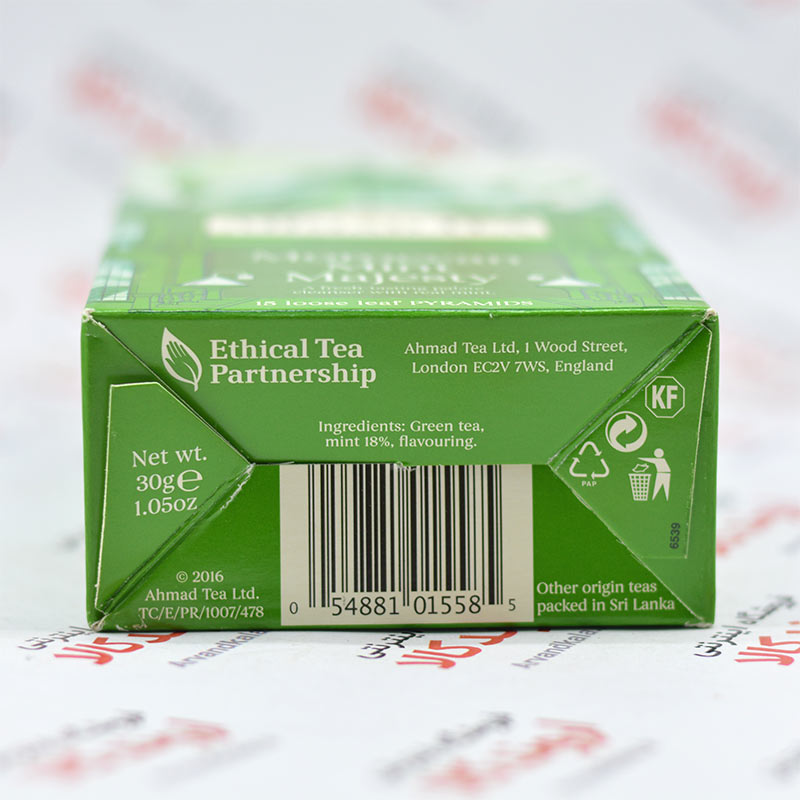 Majesty
15 loose leaf PYRAMIDS
Ethical Tea
Partnership
Ahmad Tea Ltd, 1 Wood Street,
London EC2V 7WS, England
KF
Ingredients: Green tea,
mint 18%, flavouring.
Net wt.
30g℮
1.05oz
PAP
6539
© 2016
Ahmad Tea Ltd.
TC/E/PR/1007/478
0 54881 01558 5
Other origin teas
packed in Sri Lanka